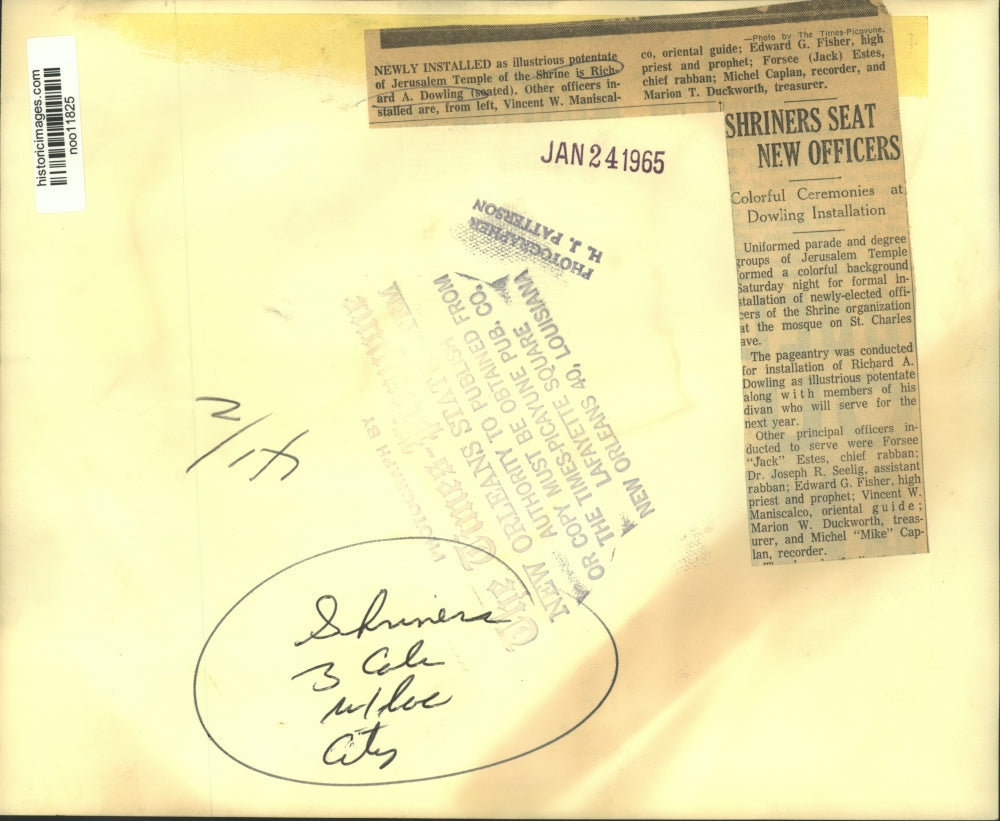 historicimages.com
noo11825
—Photo by The Times-Picayune.
NEWLY INSTALLED as illustrious potentate
of Jerusalem Temple of the Shrine is Rich-
ard A. Dowling (seated). Other officers in-
stalled are, from left, Vincent W. Maniscal-
co, oriental guide; Edward G. Fisher, high
priest and prophet; Forsee (Jack) Estes,
chief rabban; Michel Caplan, recorder, and
Marion T. Duckworth, treasurer.
SHRINERS SEAT
NEW OFFICERS
Colorful Ceremonies at
Dowling Installation
Uniformed parade and degree
groups of Jerusalem Temple
ormed a colorful background
Saturday night for formal in-
stallation of newly-elected offi-
cers of the Shrine organization
at the mosque on St. Charles
ave.
The pageantry was conducted
for installation of Richard A.
Dowling as illustrious potentate
along with members of his
divan who will serve for the
next year.
Other principal officers in-
ducted to serve were Forsee
"Jack" Estes, chief rabban;
Dr. Joseph R. Seelig, assistant
rabban; Edward G. Fisher, high
priest and prophet; Vincent W.
Maniscalco, oriental guide;
Marion W. Duckworth, treas-
urer, and Michel "Mike" Cap-
lan, recorder.
JAN 24 1965
PHOTOGRAPHER
H. J. PATTERSON
PHOTOGRAPH BY
The Times-Picayune
NEW ORLEANS STATES-ITEM
AUTHORITY TO PUBLISH
OR COPY MUST BE OBTAINED FROM
THE TIMES-PICAYUNE PUB. CO.
LAFAYETTE SQUARE
NEW ORLEANS 40, LOUISIANA
Shriners
3 Col
City